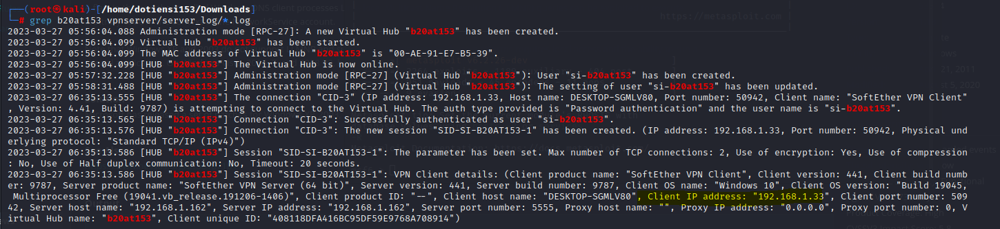 ┌──(root㉿kali)-[/home/dotiensi153/Downloads]
└─# grep b20at153 vpnserver/server_log/*.log
2023-03-27 05:56:04.088 Administration mode [RPC-27]: A new Virtual Hub "b20at153" has been created.
2023-03-27 05:56:04.099 Virtual Hub "b20at153" has been started.
2023-03-27 05:56:04.099 The MAC address of Virtual Hub "b20at153" is "00-AE-91-E7-B5-39".
2023-03-27 05:56:04.099 [HUB "b20at153"] The Virtual Hub is now online.
2023-03-27 05:57:32.228 [HUB "b20at153"] Administration mode [RPC-27] (Virtual Hub "b20at153"): User "si-b20at153" has been created.
2023-03-27 05:58:31.488 [HUB "b20at153"] Administration mode [RPC-27] (Virtual Hub "b20at153"): The setting of user "si-b20at153" has been updated.
2023-03-27 06:35:13.555 [HUB "b20at153"] The connection "CID-3" (IP address: 192.168.1.33, Host name: DESKTOP-SGMLV80, Port number: 50942, Client name: "SoftEther VPN Client"
, Version: 4.41, Build: 9787) is attempting to connect to the Virtual Hub. The auth type provided is "Password authentication" and the user name is "si-b20at153".
2023-03-27 06:35:13.565 [HUB "b20at153"] Connection "CID-3": Successfully authenticated as user "si-b20at153".
2023-03-27 06:35:13.576 [HUB "b20at153"] Connection "CID-3": The new session "SID-SI-B20AT153-1" has been created. (IP address: 192.168.1.33, Port number: 50942, Physical und
erlying protocol: "Standard TCP/IP (IPv4)")
2023-03-27 06:35:13.586 [HUB "b20at153"] Session "SID-SI-B20AT153-1": The parameter has been set. Max number of TCP connections: 2, Use of encryption: Yes, Use of compression
: No, Use of Half duplex communication: No, Timeout: 20 seconds.
2023-03-27 06:35:13.586 [HUB "b20at153"] Session "SID-SI-B20AT153-1": VPN Client details: (Client product name: "SoftEther VPN Client", Client version: 441, Client build numb
er: 9787, Server product name: "SoftEther VPN Server (64 bit)", Server version: 441, Server build number: 9787, Client OS name: "Windows 10", Client OS version: "Build 19045,
 Multiprocessor Free (19041.vb_release.191206-1406)", Client product ID: "--", Client host name: "DESKTOP-SGMLV80", Client IP address: "192.168.1.33", Client port number: 509
42, Server host name: "192.168.1.162", Server IP address: "192.168.1.162", Server port number: 5555, Proxy host name: "", Proxy IP address: "0.0.0.0", Proxy port number: 0, V
irtual Hub name: "b20at153", Client unique ID: "408118DFA416BC95DF59E9768A708914")
https://metasploit.com